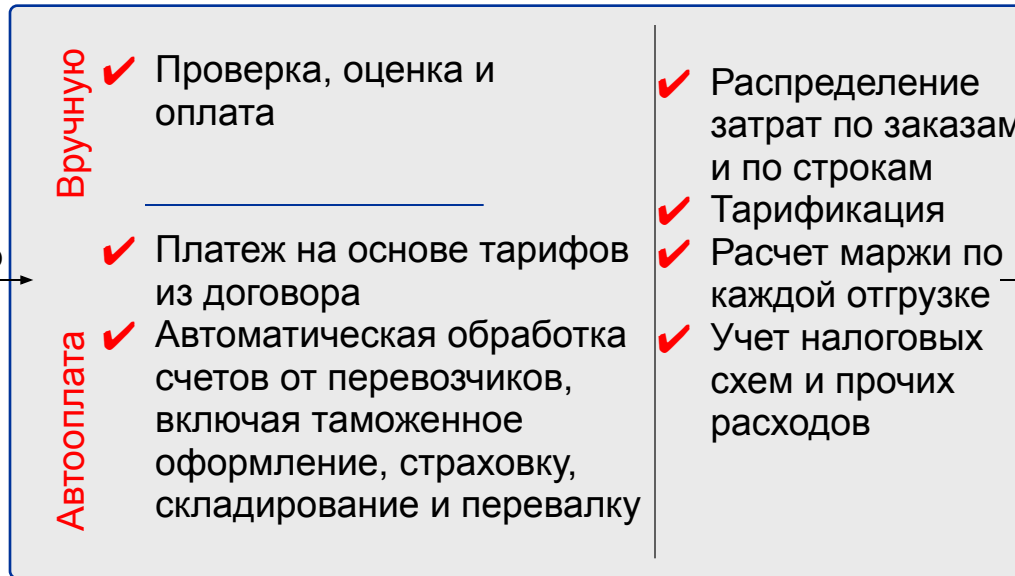 Вручную
Проверка, оценка и
оплата
Автооплата
Платеж на основе тарифов
из договора
Автоматическая обработка
счетов от перевозчиков,
включая таможенное
оформление, страховку,
складирование и перевалку
Распределение
затрат по заказам
и по строкам
Тарификация
Расчет маржи по
каждой отгрузке
Учет налоговых
схем и прочих
расходов